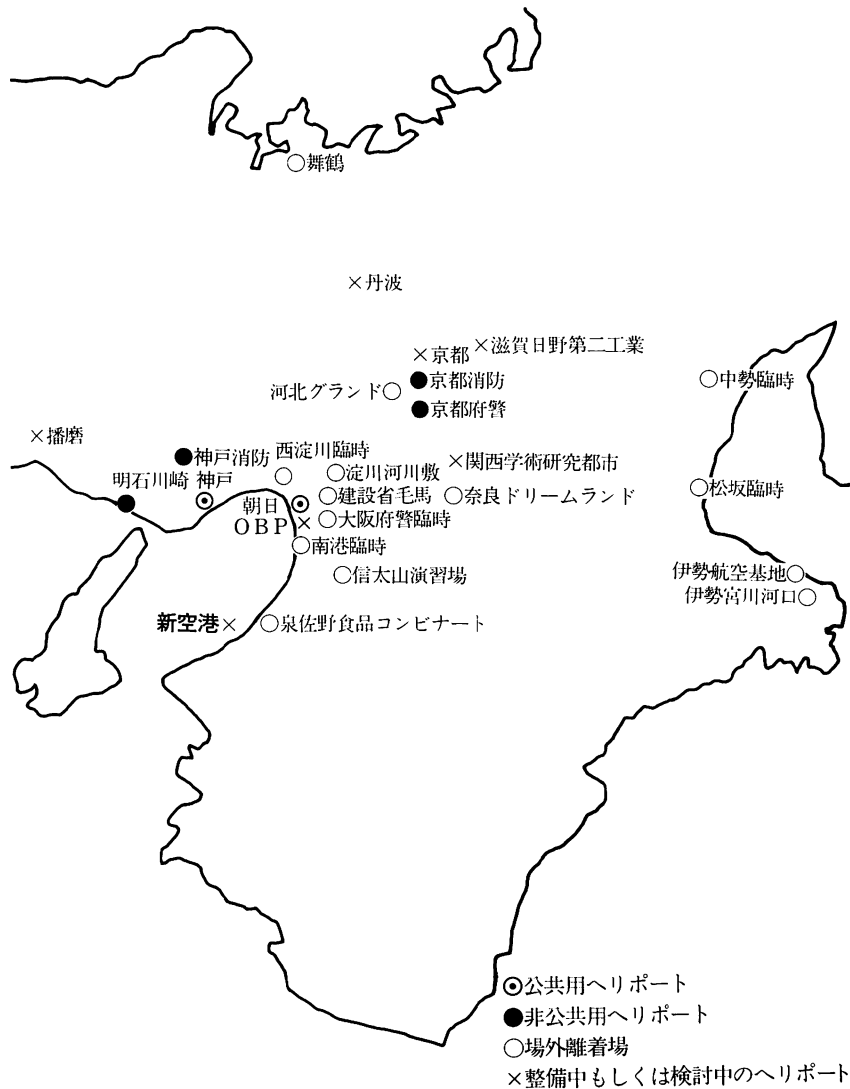 ○舞鶴
×丹波
×京都
×滋賀日野第二工業
●京都消防
河北グランド○
○中勢臨時
●京都府警
×播磨
●神戸消防
西淀川臨時
○淀川河川敷
×関西学術研究都市
明石川崎
神戸
○建設省毛馬
○奈良ドリームランド
○松坂臨時
朝日
OBP×
○大阪府警臨時
○南港臨時
○信太山演習場
伊勢航空基地○
伊勢宮川河口○
新空港×
○泉佐野食品コンビナート
◉公共用ヘリポート
●非公共用ヘリポート
○場外離着場
×整備中もしくは検討中のヘリポート